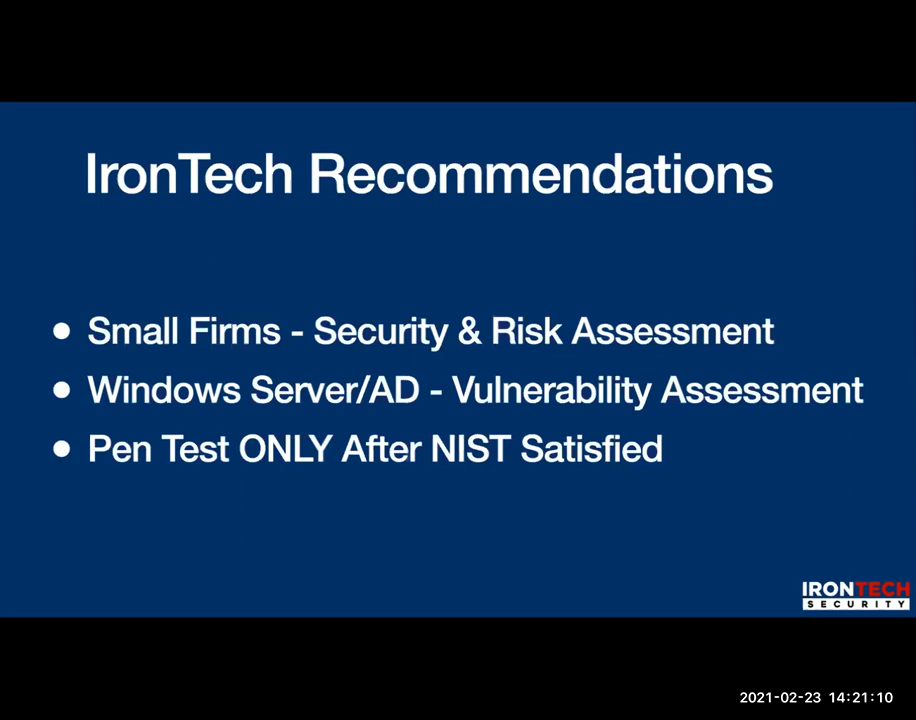 IronTech Recommendations
• Small Firms - Security & Risk Assessment
• Windows Server/AD - Vulnerability Assessment
• Pen Test ONLY After NIST Satisfied
IRONTECH
SECURITY
2021-02-23 14:21:10